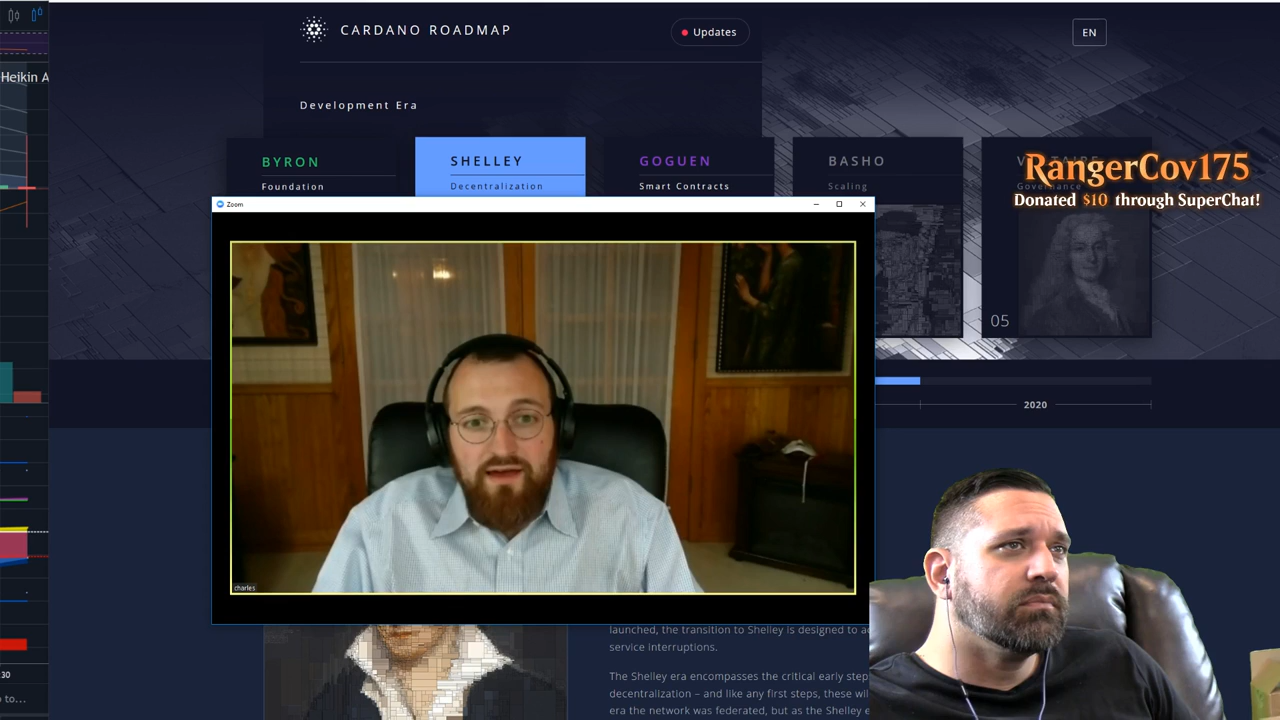 Heikin A
CARDANO ROADMAP
Updates
EN
Development Era
BYRON
SHELLEY
GOGUEN
BASHO
Foundation
Decentralization
Smart Contracts
Scaling
Governance
RangerCov175
Donated $10 through SuperChat!
Zoom
05
2020
charles
launched, the transition to Shelley is designed to
service interruptions.
The Shelley era encompasses the critical early step
decentralization – and like any first steps, these
era the network was federated, but as the Shelley
:30
to...